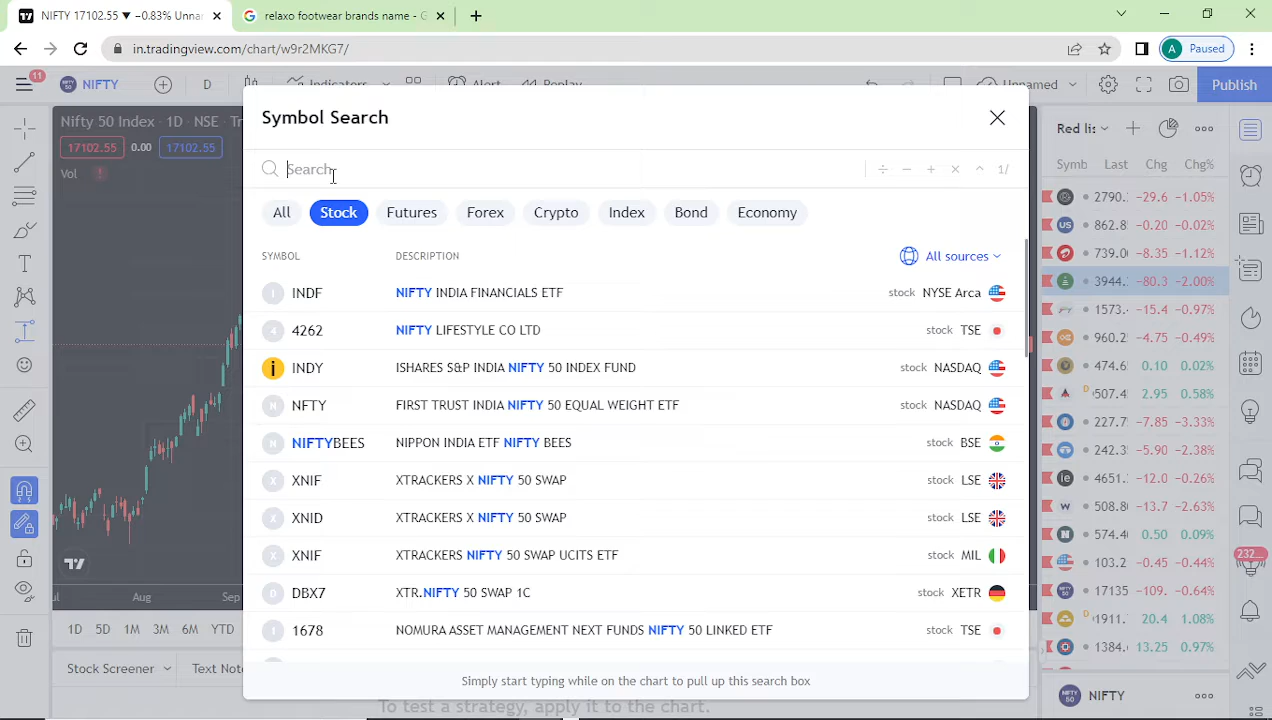 NIFTY 17102.55 ▼ −0.83% Unnar
relaxo footwear brands name - G
in.tradingview.com/chart/w9r2MKG7/
A Paused
11
NIFTY
D
Indicators
Alert
Replay
Unnamed
Publish
Symbol Search
Nifty 50 Index · 1D · NSE · Tr
17102.55 0.00 17102.55
Vol
Search
1/
All Stock Futures Forex Crypto Index Bond Economy
SYMBOL DESCRIPTION All sources
INDF NIFTY INDIA FINANCIALS ETF stock NYSE Arca
4262 NIFTY LIFESTYLE CO LTD stock TSE
INDY ISHARES S&P INDIA NIFTY 50 INDEX FUND stock NASDAQ
NFTY FIRST TRUST INDIA NIFTY 50 EQUAL WEIGHT ETF stock NASDAQ
NIFTYBEES NIPPON INDIA ETF NIFTY BEES stock BSE
XNIF XTRACKERS X NIFTY 50 SWAP stock LSE
XNID XTRACKERS X NIFTY 50 SWAP stock LSE
XNIF XTRACKERS NIFTY 50 SWAP UCITS ETF stock MIL
DBX7 XTR.NIFTY 50 SWAP 1C stock XETR
1678 NOMURA ASSET MANAGEMENT NEXT FUNDS NIFTY 50 LINKED ETF stock TSE
Simply start typing while on the chart to pull up this search box
Aug Sep
1D 5D 1M 3M 6M YTD
Stock Screener Text Note
To test a strategy, apply it to the chart.
Red li:
Symb Last Chg Chg%
2790. −29.6 −1.05%
862.8 −0.20 −0.02%
739.0 −8.35 −1.12%
3944. −80.3 −2.00%
1573. −15.4 −0.97%
960.2 −4.75 −0.49%
474.6 0.10 0.02%
D 507.4 2.95 0.58%
227.7 −7.85 −3.33%
242.3 −5.90 −2.38%
4651. −12.0 −0.26%
508.8 −13.7 −2.63%
574.4 0.50 0.09%
103.2 −0.45 −0.44%
17135 −109. −0.64%
D 1911. 20.4 1.08%
1384. 13.25 0.97%
NIFTY
232